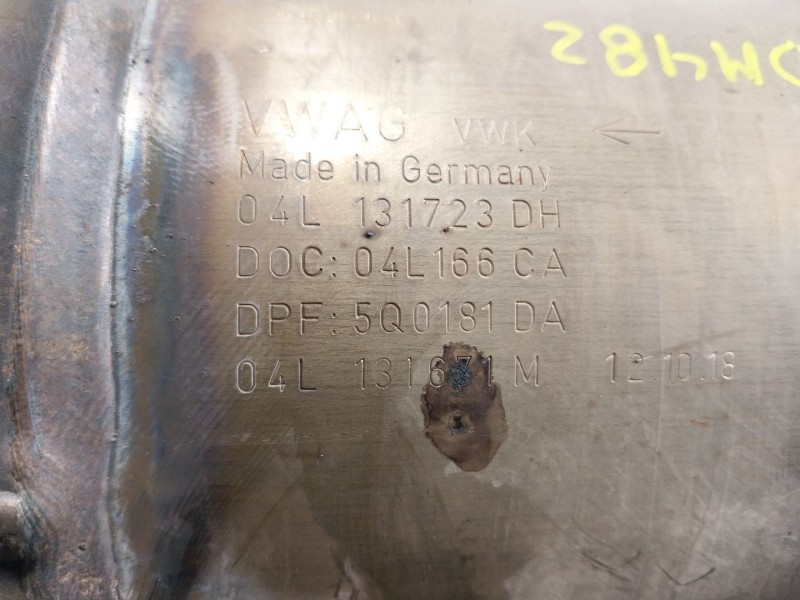 DM482
VWAG VWK ←
Made in Germany
04L 131723 DH
DOC: 04L166 CA
DPF: 5Q0181 DA
04L 131671 M 12.10.18